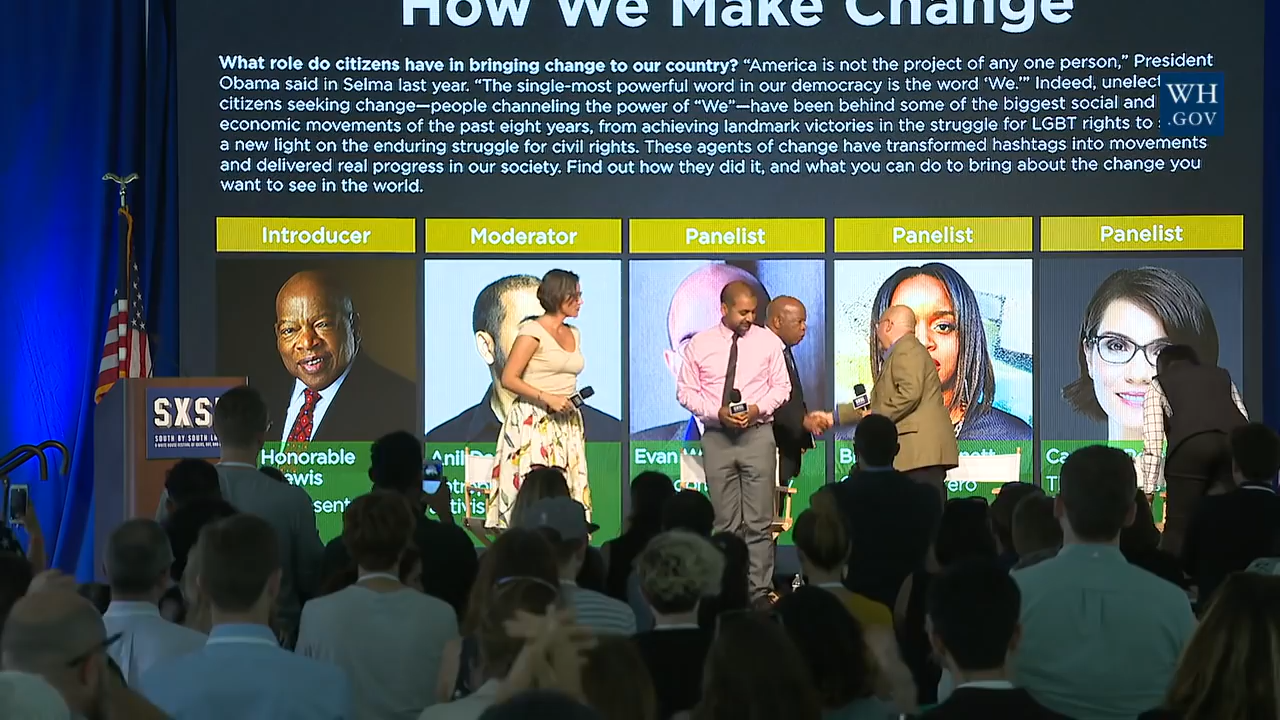 How We Make Change
What role do citizens have in bringing change to our country? “America is not the project of any one person,” President
Obama said in Selma last year. “The single-most powerful word in our democracy is the word ‘We.’” Indeed, unelect
citizens seeking change—people channeling the power of “We”—have been behind some of the biggest social and
economic movements of the past eight years, from achieving landmark victories in the struggle for LGBT rights to
a new light on the enduring struggle for civil rights. These agents of change have transformed hashtags into movements
and delivered real progress in our society. Find out how they did it, and what you can do to bring about the change you
want to see in the world.
WH
.GOV
Introducer
Moderator
Panelist
Panelist
Panelist
Honorable
ewis
Anil
Evan
SXS
SOUTH BY SOUTH L